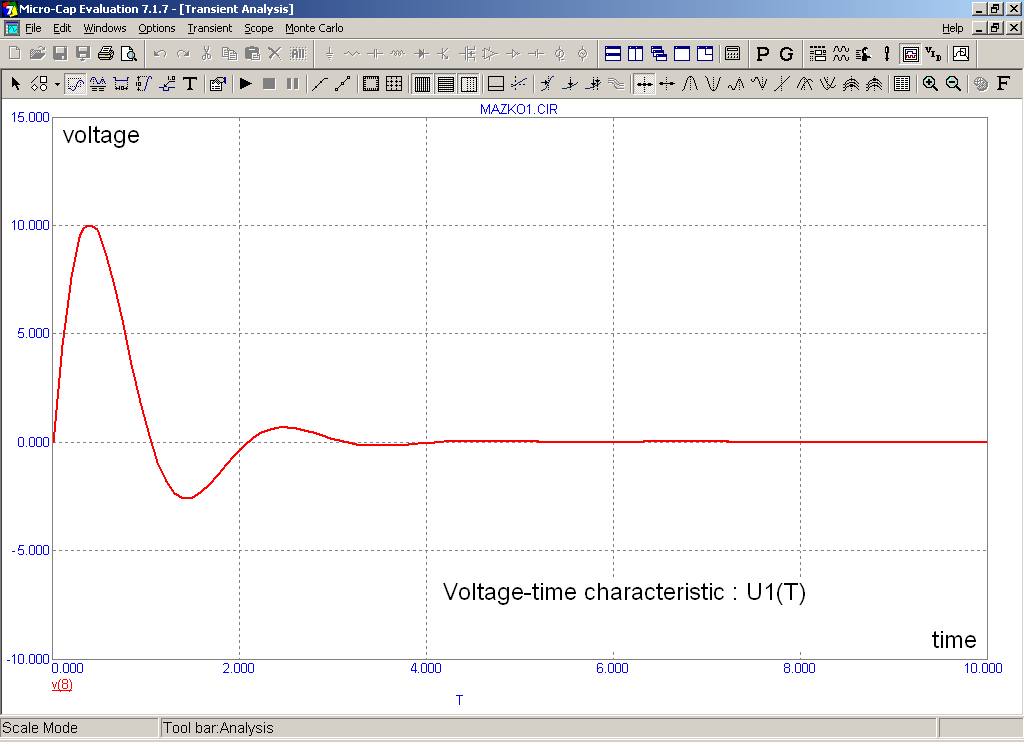 Micro-Cap Evaluation 7.1.7 - [Transient Analysis]
File Edit Windows Options Transient Scope Monte Carlo Help
P G
T F
MAZKO1.CIR
15.000
voltage
10.000
5.000
0.000
-5.000
Voltage-time characteristic : U1(T)
time
-10.000
0.000 2.000 4.000 6.000 8.000 10.000
v(8)
T
Scale Mode Tool bar:Analysis